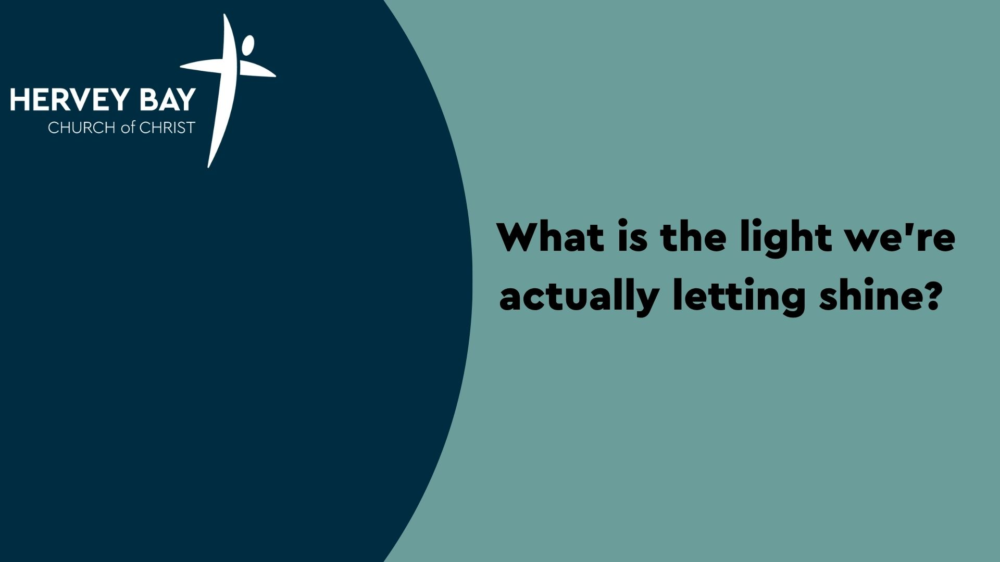 HERVEY BAY
CHURCH of CHRIST
What is the light we're
actually letting shine?